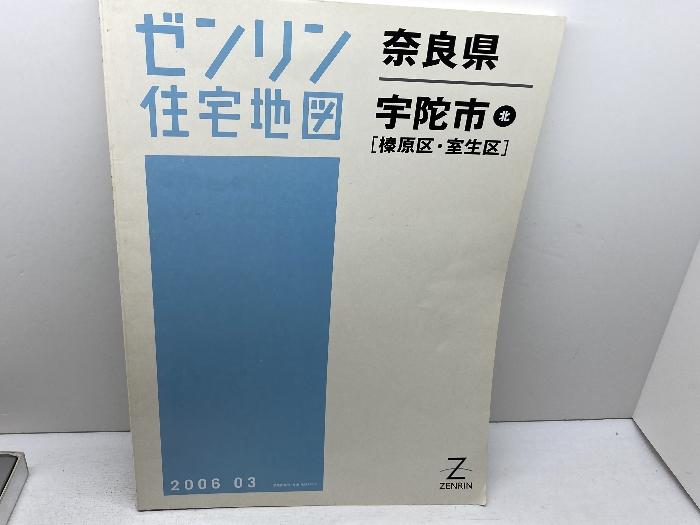 ゼンリン
住宅地図
奈良県
宇陀市 北
[榛原区・室生区]
2006 03
Z
ZENRIN